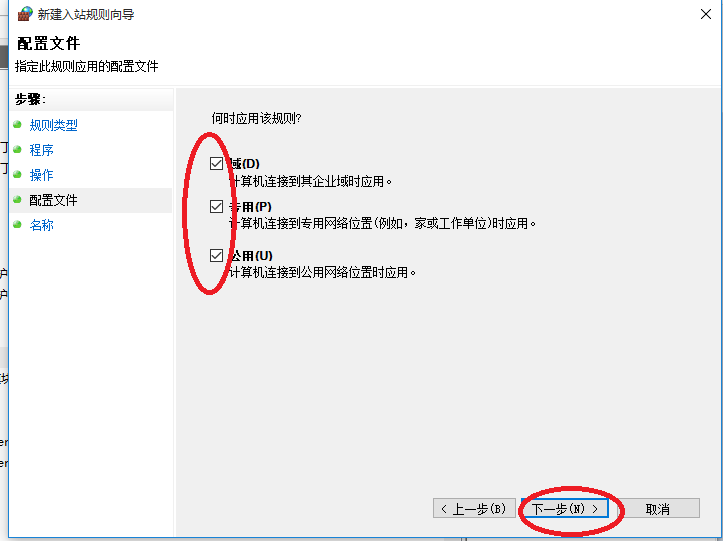 新建入站规则向导
配置文件
指定此规则应用的配置文件
步骤:
规则类型
程序
操作
配置文件
名称
何时应用该规则?
域(D)
计算机连接到其企业域时应用。
专用(P)
计算机连接到专用网络位置(例如，家或工作单位)时应用。
公用(U)
计算机连接到公用网络位置时应用。
< 上一步(B)
下一步(N) >
取消